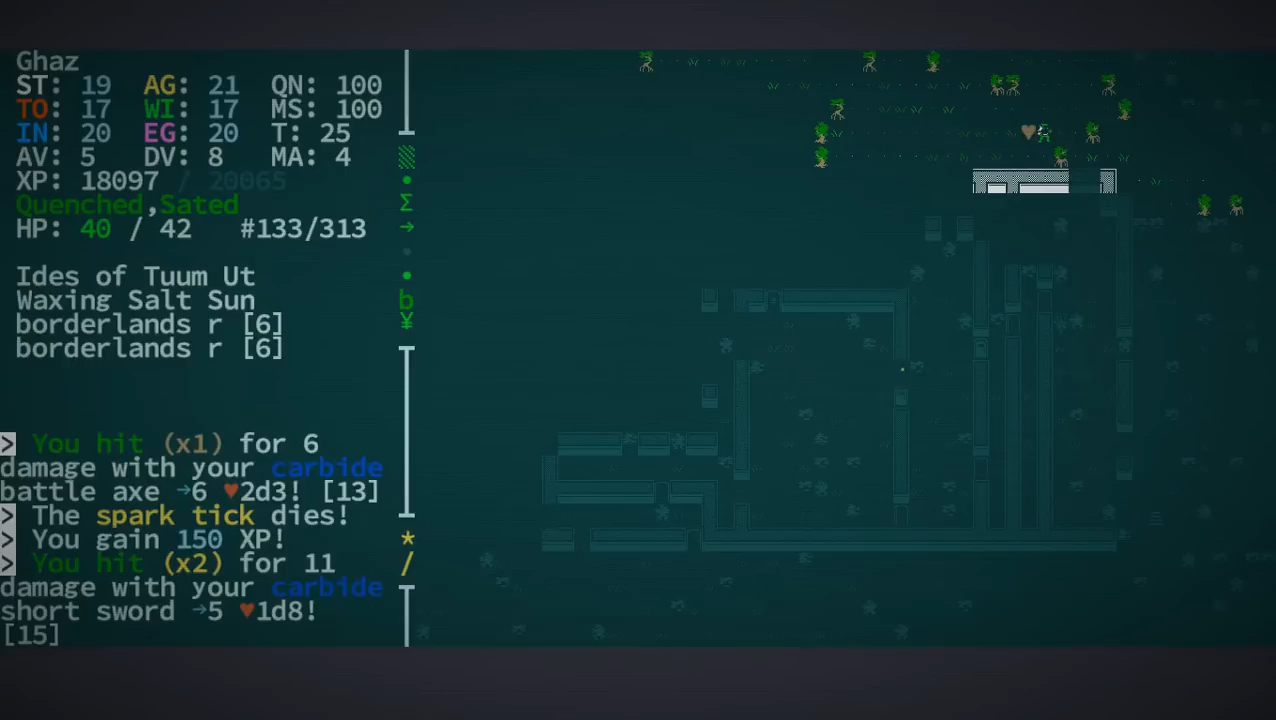 Ghaz
ST: 19 AG: 21 QN: 100
TO: 17 WI: 17 MS: 100
IN: 20 EG: 20 T: 25
AV: 5 DV: 8 MA: 4
XP: 18097 / 20065
Quenched,Sated
HP: 40 / 42 #133/313
Ides of Tuum Ut
Waxing Salt Sun
borderlands r [6]
borderlands r [6]
> You hit (x1) for 6
damage with your carbide
battle axe →6 ♥2d3! [13]
> The spark tick dies!
> You gain 150 XP!
> You hit (x2) for 11
damage with your carbide
short sword →5 ♥1d8!
[15]